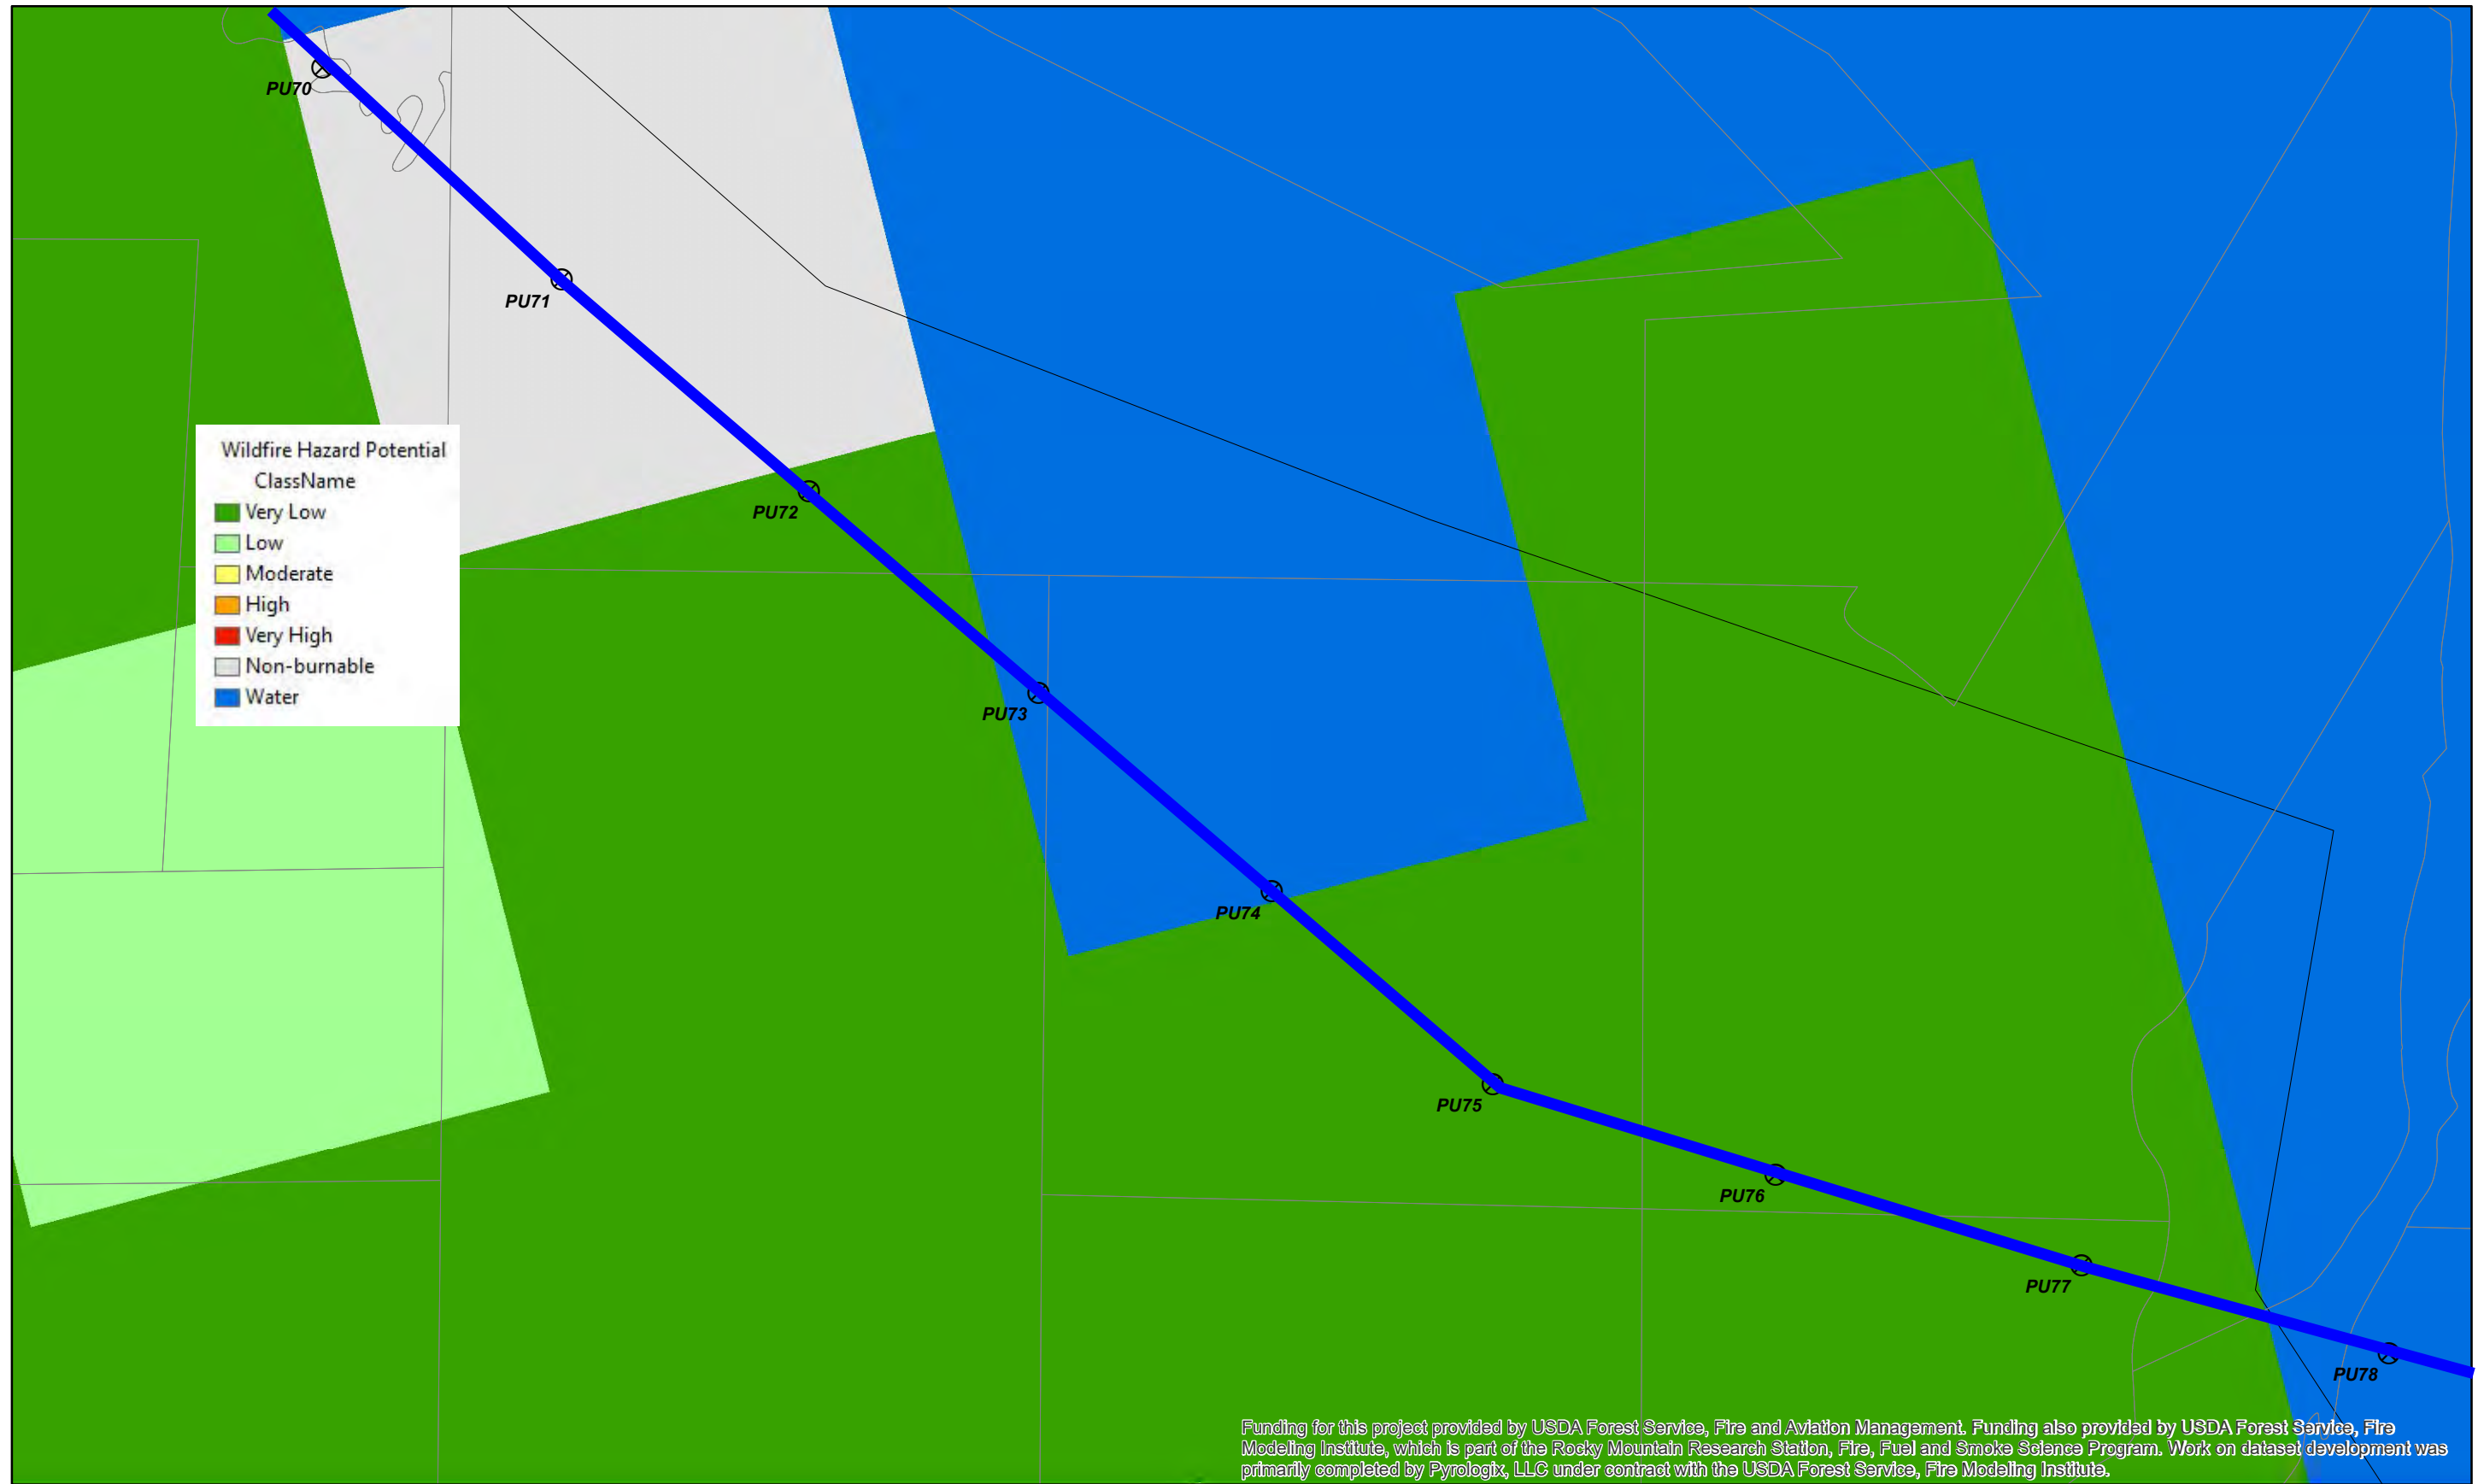 PU70
PU71
Wildfire Hazard Potential
ClassName
Very Low
Low
Moderate
High
Very High
Non-burnable
Water
PU72
PU73
PU74
PU75
PU76
PU77
PU78
Funding for this project provided by USDA Forest Service, Fire and Aviation Management. Funding also provided by USDA Forest Service, Fire
Modeling Institute, which is part of the Rocky Mountain Research Station, Fire, Fuel and Smoke Science Program. Work on dataset development was
primarily completed by Pyrologix, LLC under contract with the USDA Forest Service, Fire Modeling Institute.